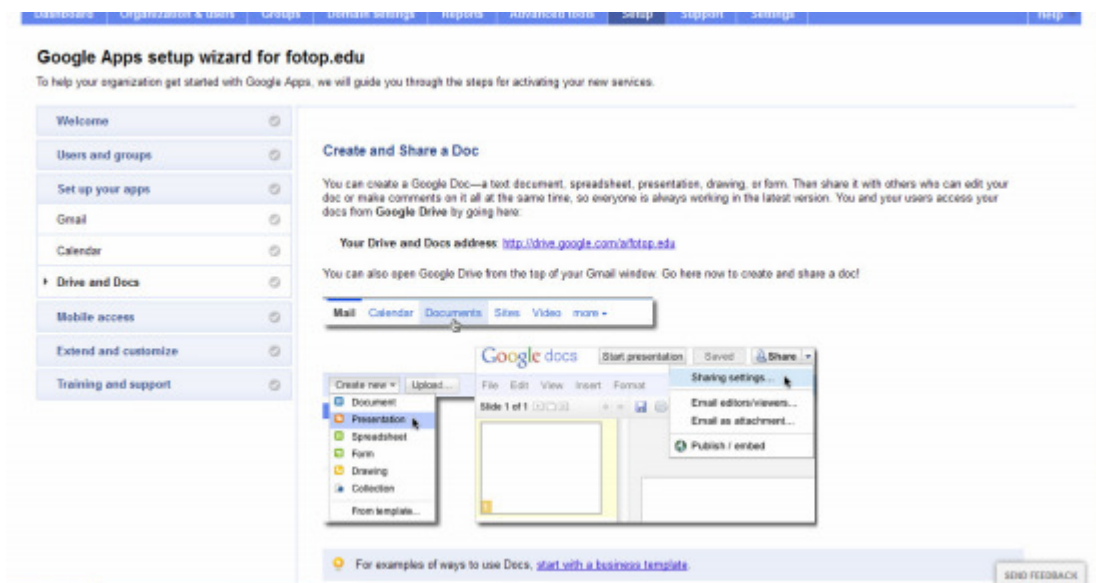 Dashboard Organization & users Groups Domain settings Reports Advanced tools Setup Support Settings Help
Google Apps setup wizard for fotop.edu
To help your organization get started with Google Apps, we will guide you through the steps for activating your new services.
Welcome
Users and groups
Set up your apps
Gmail
Calendar
Drive and Docs
Mobile access
Extend and customize
Training and support
Create and Share a Doc
You can create a Google Doc—a text document, spreadsheet, presentation, drawing, or form. Then share it with others who can edit your
doc or make comments on it all at the same time, so everyone is always working in the latest version. You and your users access your
docs from Google Drive by going here:
Your Drive and Docs address: http://drive.google.com/a/fotop.edu
You can also open Google Drive from the top of your Gmail window. Go here now to create and share a doc!
Mail Calendar Documents Sites Video more
Create new Upload...
Document
Presentation
Spreadsheet
Form
Drawing
Collection
From template...
Google docs Start presentation Saved Share
File Edit View Insert Format
Slide 1 of 1
1
Sharing settings...
Email editors/viewers...
Email as attachment...
Publish / embed
For examples of ways to use Docs, start with a business template.
SEND FEEDBACK